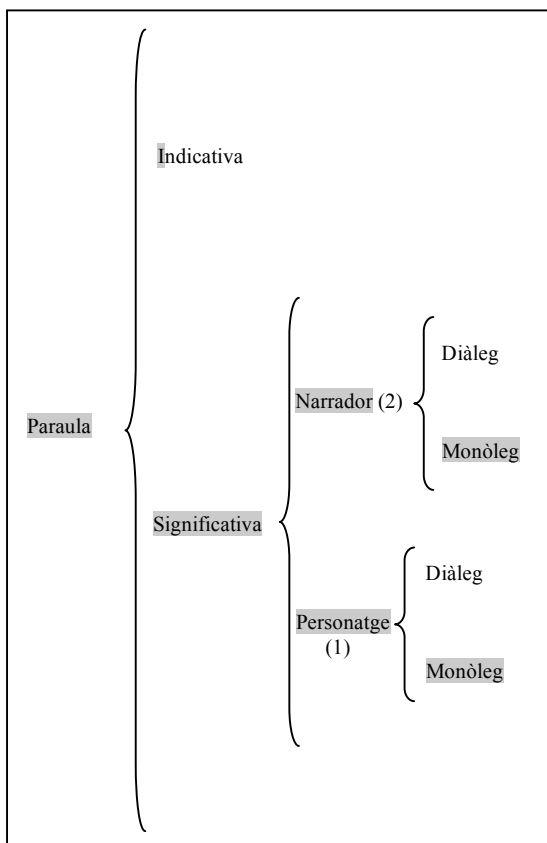 Indicativa
Diàleg
Narrador (2)
Paraula
Monòleg
Significativa
Diàleg
Personatge
(1)
Monòleg